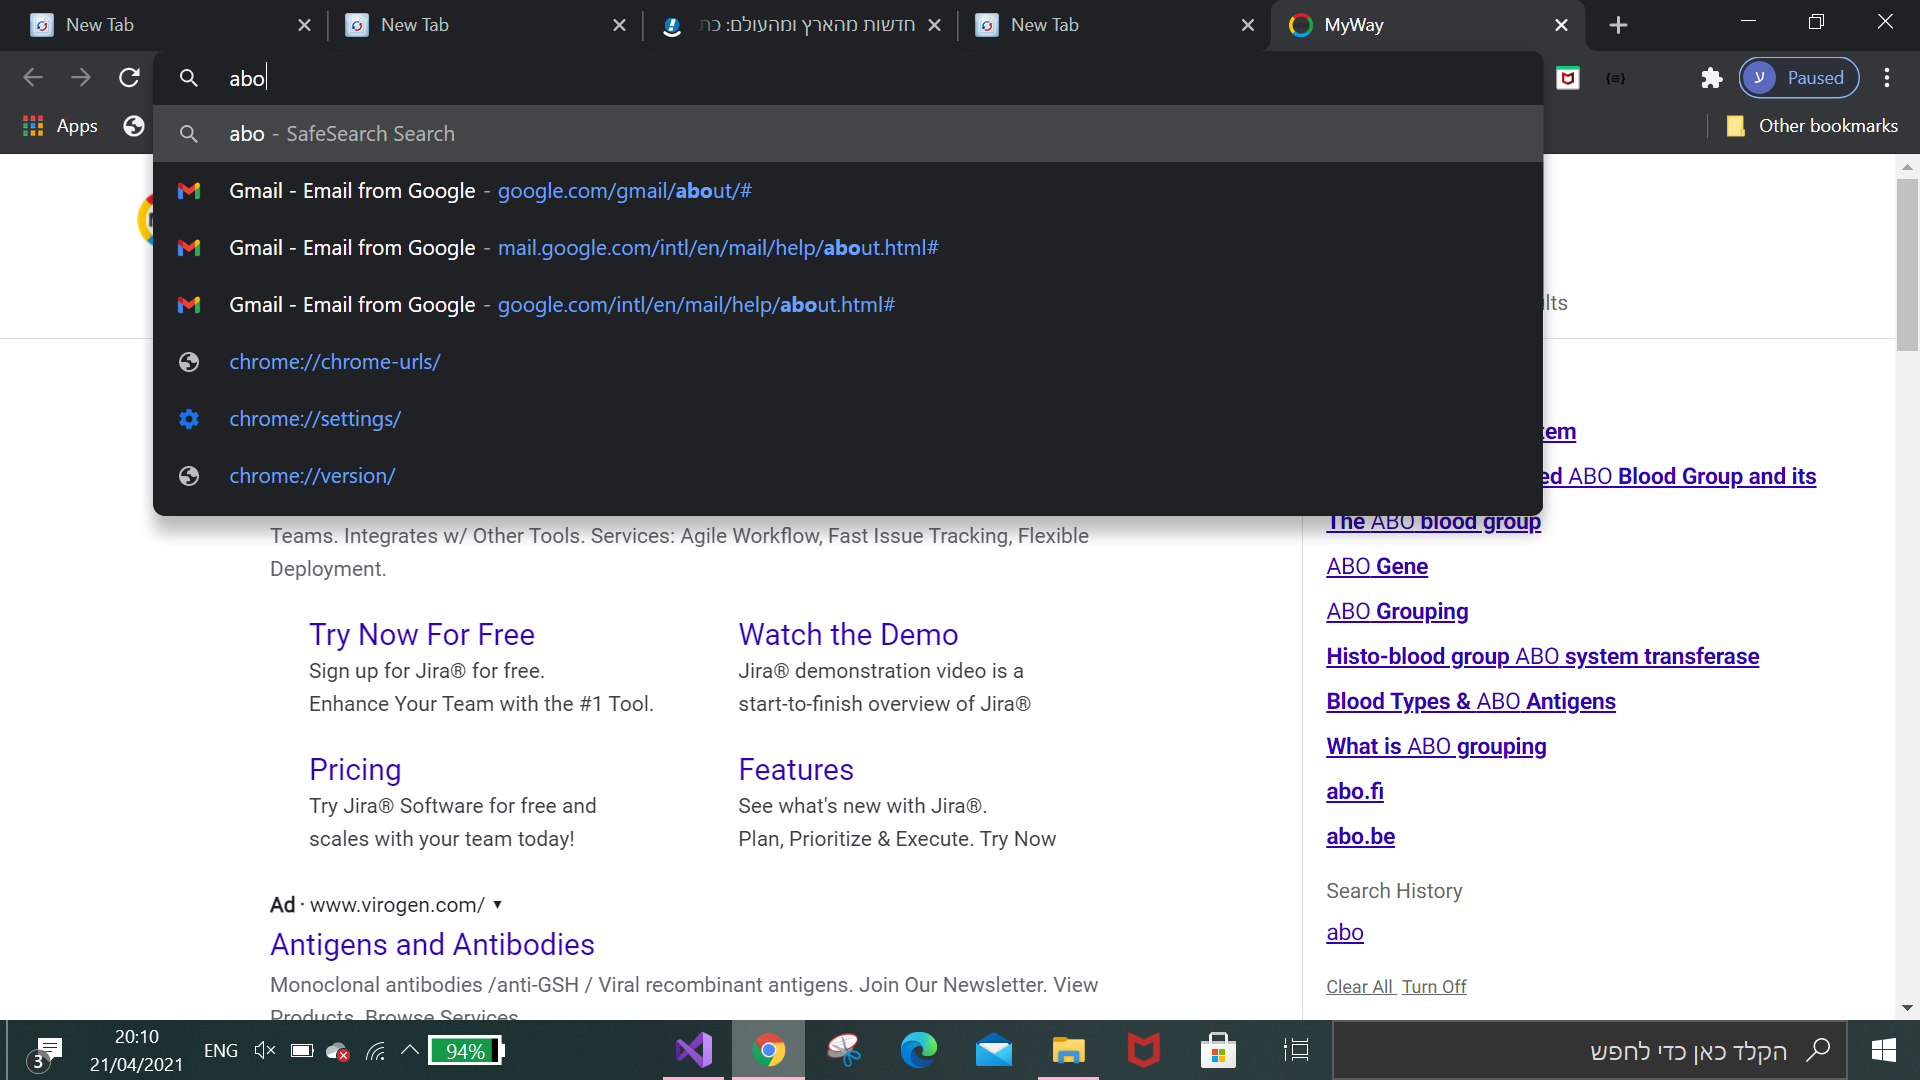 New Tab
New Tab
חדשות מהארץ ומהעולם: כת
New Tab
MyWay
abo
Paused
ע
Apps
Other bookmarks
abo - SafeSearch Search
Gmail - Email from Google - google.com/gmail/about/#
Gmail - Email from Google - mail.google.com/intl/en/mail/help/about.html#
Gmail - Email from Google - google.com/intl/en/mail/help/about.html#
chrome://chrome-urls/
chrome://settings/
chrome://version/
Teams. Integrates w/ Other Tools. Services: Agile Workflow, Fast Issue Tracking, Flexible
Deployment.
Try Now For Free
Sign up for Jira® for free.
Enhance Your Team with the #1 Tool.
Watch the Demo
Jira® demonstration video is a
start-to-finish overview of Jira®
Pricing
Try Jira® Software for free and
scales with your team today!
Features
See what's new with Jira®.
Plan, Prioritize & Execute. Try Now
Ad · www.virogen.com/
Antigens and Antibodies
Monoclonal antibodies /anti-GSH / Viral recombinant antigens. Join Our Newsletter. View
Products. Browse Services
ults
tem
ed ABO Blood Group and its
The ABO blood group
ABO Gene
ABO Grouping
Histo-blood group ABO system transferase
Blood Types & ABO Antigens
What is ABO grouping
abo.fi
abo.be
Search History
abo
Clear All Turn Off
3
20:10
21/04/2021
ENG
94%
הקלד כאן כדי לחפש